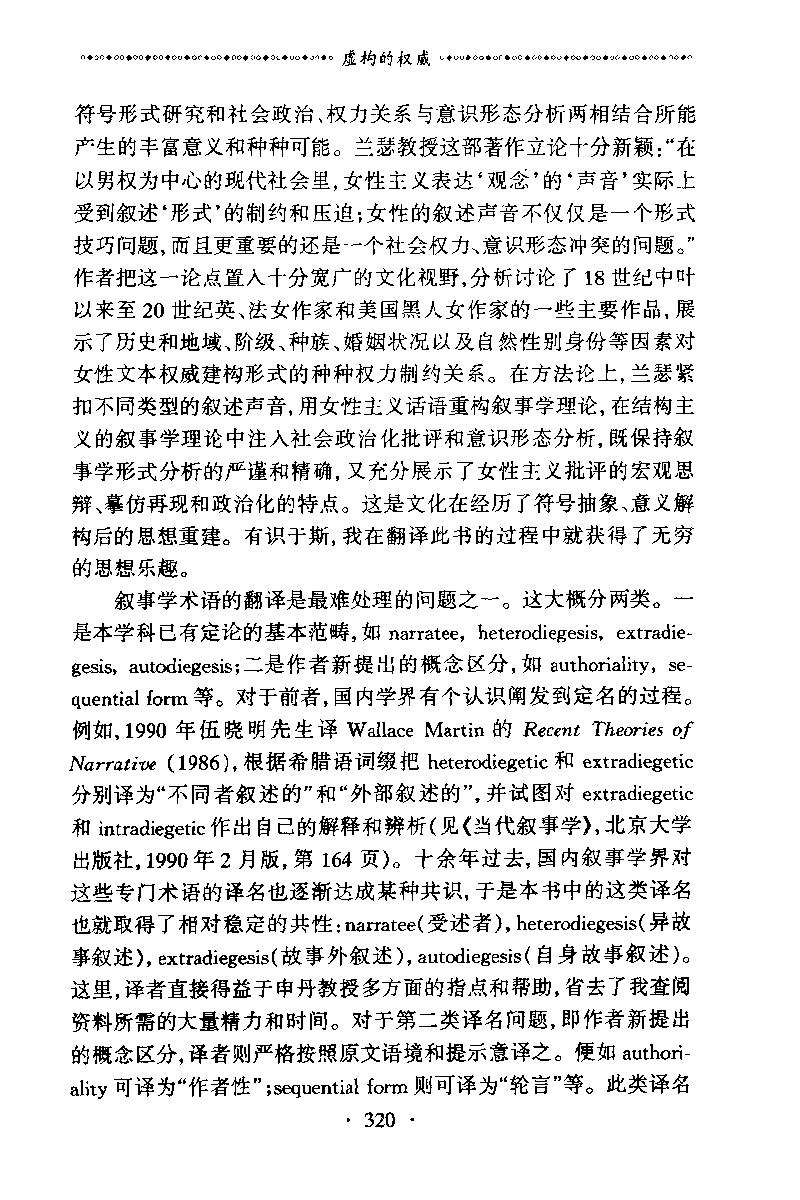 虚构的权威
符号形式研究和社会政治、权力关系与意识形态分析两相结合所能
产生的丰富意义和种种可能。兰瑟教授这部著作立论十分新颖:“在
以男权为中心的现代社会里,女性主义表达‘观念’的‘声音’实际上
受到叙述‘形式’的制约和压迫;女性的叙述声音不仅仅是一个形式
技巧问题,而且更重要的还是一个社会权力、意识形态冲突的问题。”
作者把这一论点置入十分宽广的文化视野,分析讨论了 18 世纪中叶
以来至 20 世纪英、法女作家和美国黑人女作家的一些主要作品,展
示了历史和地域、阶级、种族、婚姻状况以及自然性别身份等因素对
女性文本权威建构形式的种种权力制约关系。在方法论上,兰瑟紧
扣不同类型的叙述声音,用女性主义话语重构叙事学理论,在结构主
义的叙事学理论中注入社会政治化批评和意识形态分析,既保持叙
事学形式分析的严谨和精确,又充分展示了女性主义批评的宏观思
辩、摹仿再现和政治化的特点。这是文化在经历了符号抽象、意义解
构后的思想重建。有识于斯,我在翻译此书的过程中就获得了无穷
的思想乐趣。
叙事学术语的翻译是最难处理的问题之一。这大概分两类。一
是本学科已有定论的基本范畴,如 narratee, heterodiegesis, extradie-
gesis, autodiegesis;二是作者新提出的概念区分,如 authoriality, se-
quential form 等。对于前者,国内学界有个认识阐发到定名的过程。
例如,1990 年伍晓明先生译 Wallace Martin 的 Recent Theories of
Narrative (1986),根据希腊语词缀把 heterodiegetic 和 extradiegetic
分别译为“不同者叙述的”和“外部叙述的”,并试图对 extradiegetic
和 intradiegetic 作出自已的解释和辨析(见《当代叙事学》,北京大学
出版社,1990 年 2 月版,第 164 页)。十余年过去,国内叙事学界对
这些专门术语的译名也逐渐达成某种共识,于是本书中的这类译名
也就取得了相对稳定的共性:narratee(受述者),heterodiegesis(异故
事叙述),extradiegesis(故事外叙述),autodiegesis(自身故事叙述)。
这里,译者直接得益于申丹教授多方面的指点和帮助,省去了我查阅
资料所需的大量精力和时间。对于第二类译名问题,即作者新提出
的概念区分,译者则严格按照原文语境和提示意译之。便如 authori-
ality 可译为“作者性”;sequential form 则可译为“轮言”等。此类译名
· 320 ·